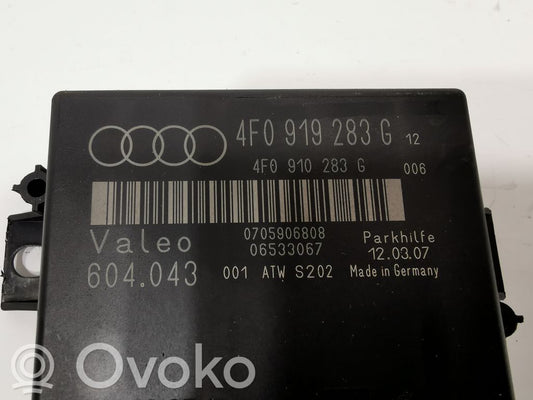 4F0 919 283 G 12
4F0 910 283 G 006
0705906808
Valeo 06533067 Parkhilfe
12.03.07
604.043 001 ATW S202 Made in Germany
Ovoko